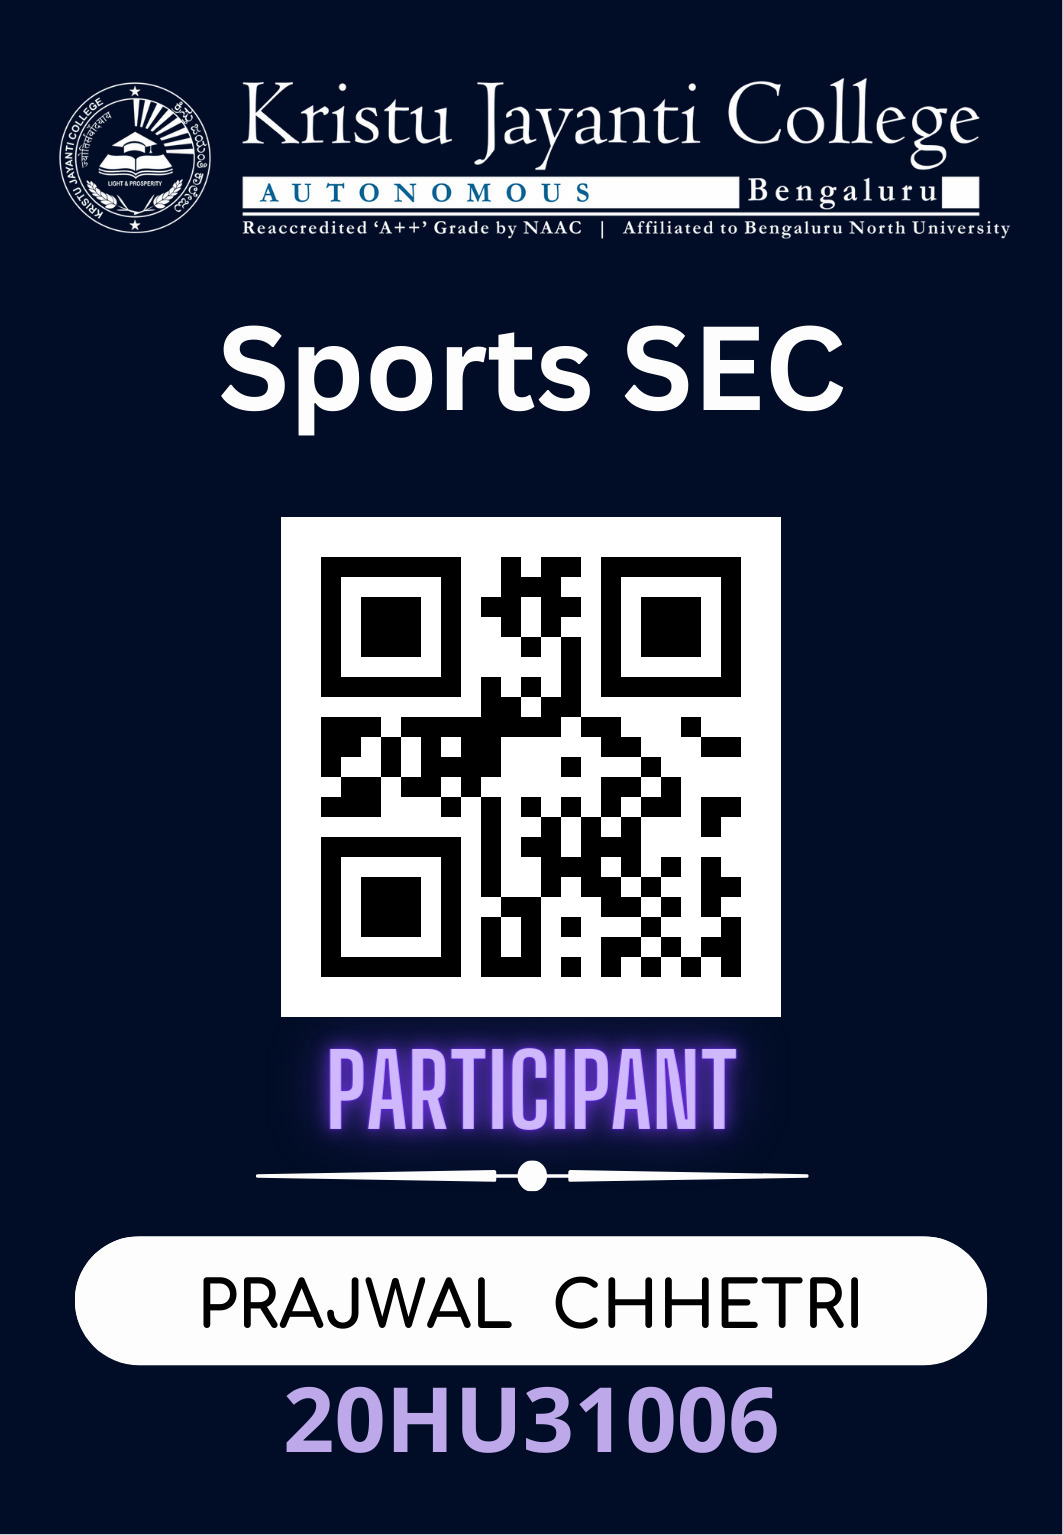 Kristu Jayanti College
AUTONOMOUS Bengaluru
Reaccredited ‘A++’ Grade by NAAC | Affiliated to Bengaluru North University
KRISTU JAYANTI COLLEGE
LIGHT & PROSPERITY
Sports SEC
PARTICIPANT
PRAJWAL CHHETRI
20HU31006